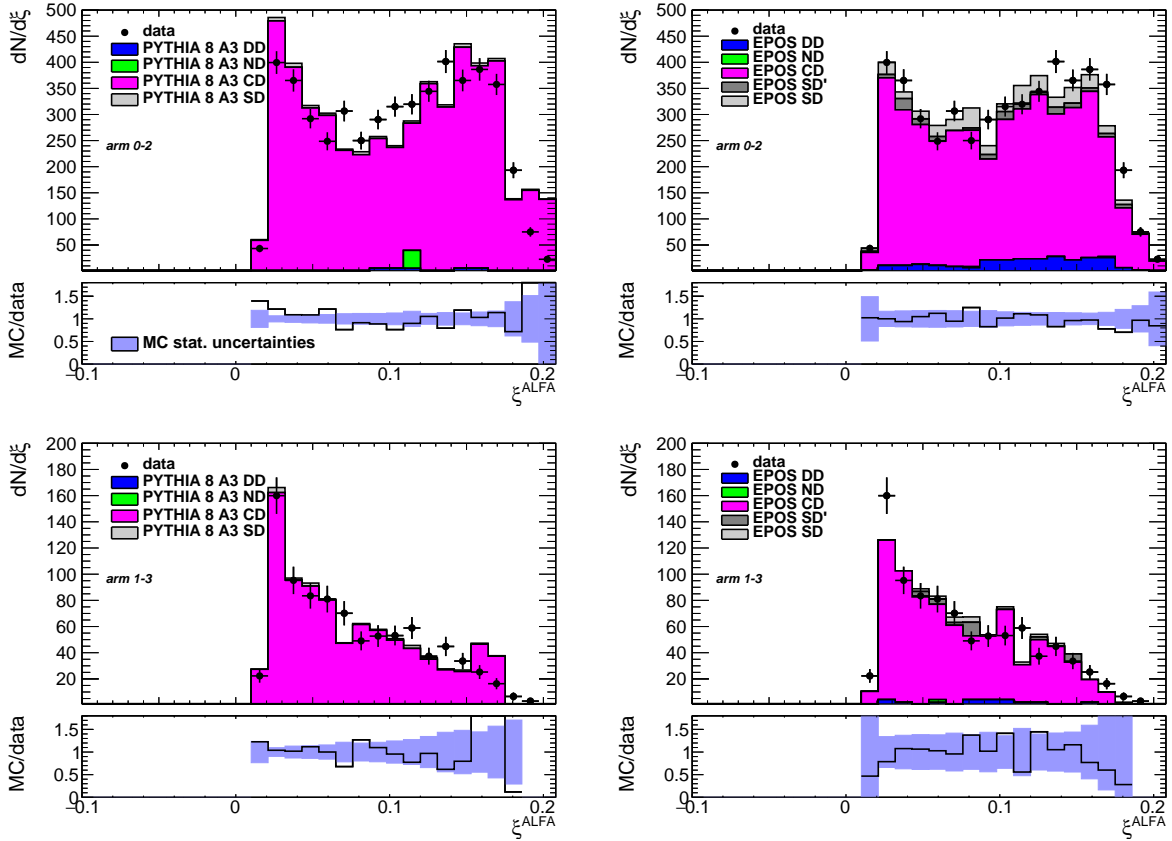 dN/dξ
500
450
400
350
300
250
200
150
100
50
data
PYTHIA 8 A3 DD
PYTHIA 8 A3 ND
PYTHIA 8 A3 CD
PYTHIA 8 A3 SD
arm 0-2
MC/data
1.5
1
0.5
0
MC stat. uncertainties
−0.1 0 0.1 0.2
ξ^ALFA
dN/dξ
500
450
400
350
300
250
200
150
100
50
data
EPOS DD
EPOS ND
EPOS CD
EPOS SD'
EPOS SD
arm 0-2
MC/data
1.5
1
0.5
0
−0.1 0 0.1 0.2
ξ^ALFA
dN/dξ
200
180
160
140
120
100
80
60
40
20
data
PYTHIA 8 A3 DD
PYTHIA 8 A3 ND
PYTHIA 8 A3 CD
PYTHIA 8 A3 SD
arm 1-3
MC/data
1.5
1
0.5
0
−0.1 0 0.1 0.2
ξ^ALFA
dN/dξ
200
180
160
140
120
100
80
60
40
20
data
EPOS DD
EPOS ND
EPOS CD
EPOS SD'
EPOS SD
arm 1-3
MC/data
1.5
1
0.5
0
−0.1 0 0.1 0.2
ξ^ALFA